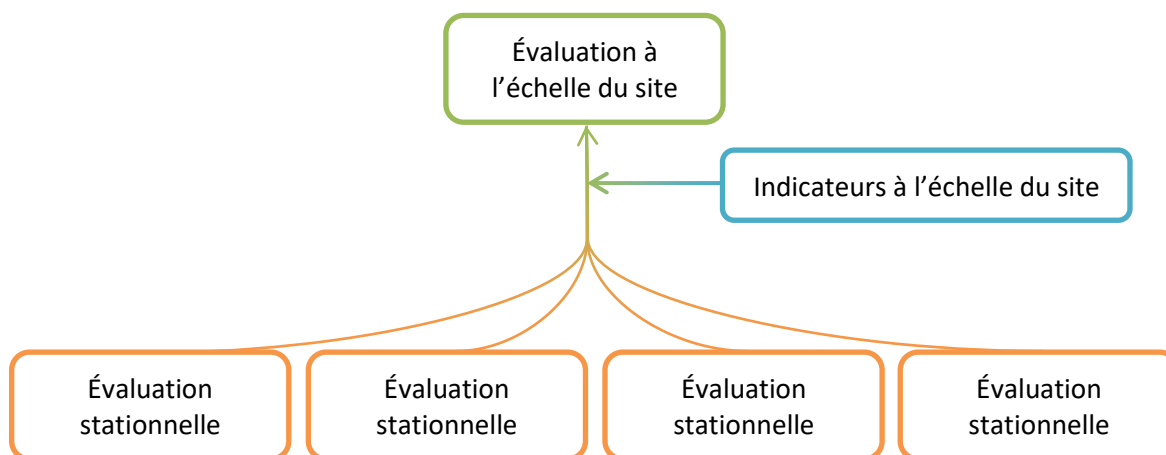 Évaluation à
l’échelle du site
Indicateurs à l’échelle du site
Évaluation
stationnelle
Évaluation
stationnelle
Évaluation
stationnelle
Évaluation
stationnelle